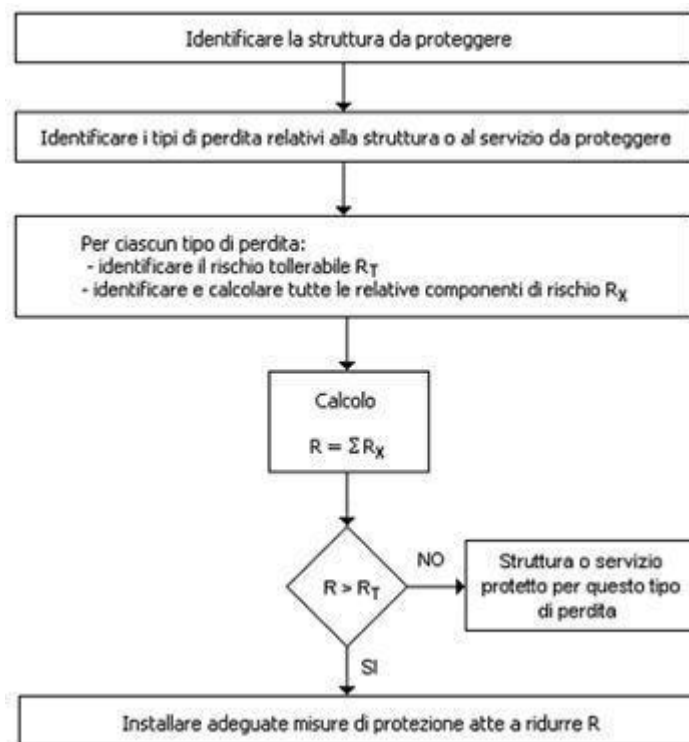 Identificare la struttura da proteggere
Identificare i tipi di perdita relativi alla struttura o al servizio da proteggere
Per ciascun tipo di perdita:
- identificare il rischio tollerabile RT
- identificare e calcolare tutte le relative componenti di rischio RX
Calcolo
R = ΣRX
R > RT
NO
Struttura o servizio
protetto per questo tipo
di perdita
SI
Installare adeguate misure di protezione atte a ridurre R